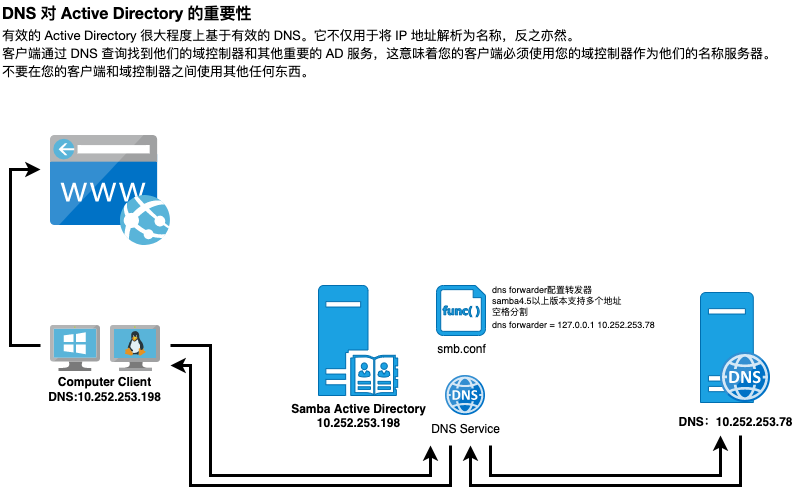 DNS 对 Active Directory 的重要性
有效的 Active Directory 很大程度上基于有效的 DNS。它不仅用于将 IP 地址解析为名称，反之亦然。
客户端通过 DNS 查询找到他们的域控制器和其他重要的 AD 服务，这意味着您的客户端必须使用您的域控制器作为他们的名称服务器。
不要在您的客户端和域控制器之间使用其他任何东西。
WWW
func( )
dns forwarder配置转发器
samba4.5以上版本支持多个地址
空格分割
dns forwarder = 127.0.0.1 10.252.253.78
smb.conf
Computer Client
DNS:10.252.253.198
Samba Active Directory
10.252.253.198
DNS
DNS Service
DNS
DNS：10.252.253.78